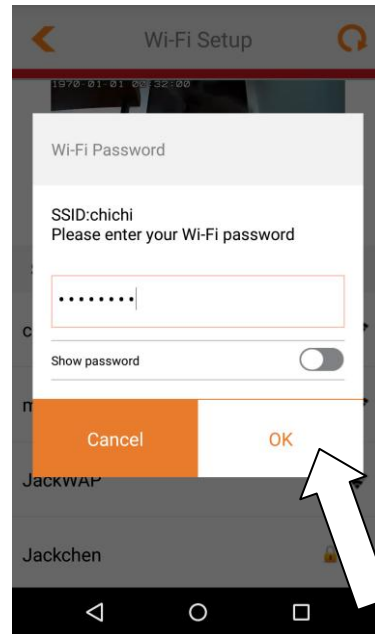 Wi-Fi Setup
1970-01-01 00:32:00
Wi-Fi Password
SSID:chichi
Please enter your Wi-Fi password
••••••••
Show password
Cancel
OK
JackWAP
Jackchen